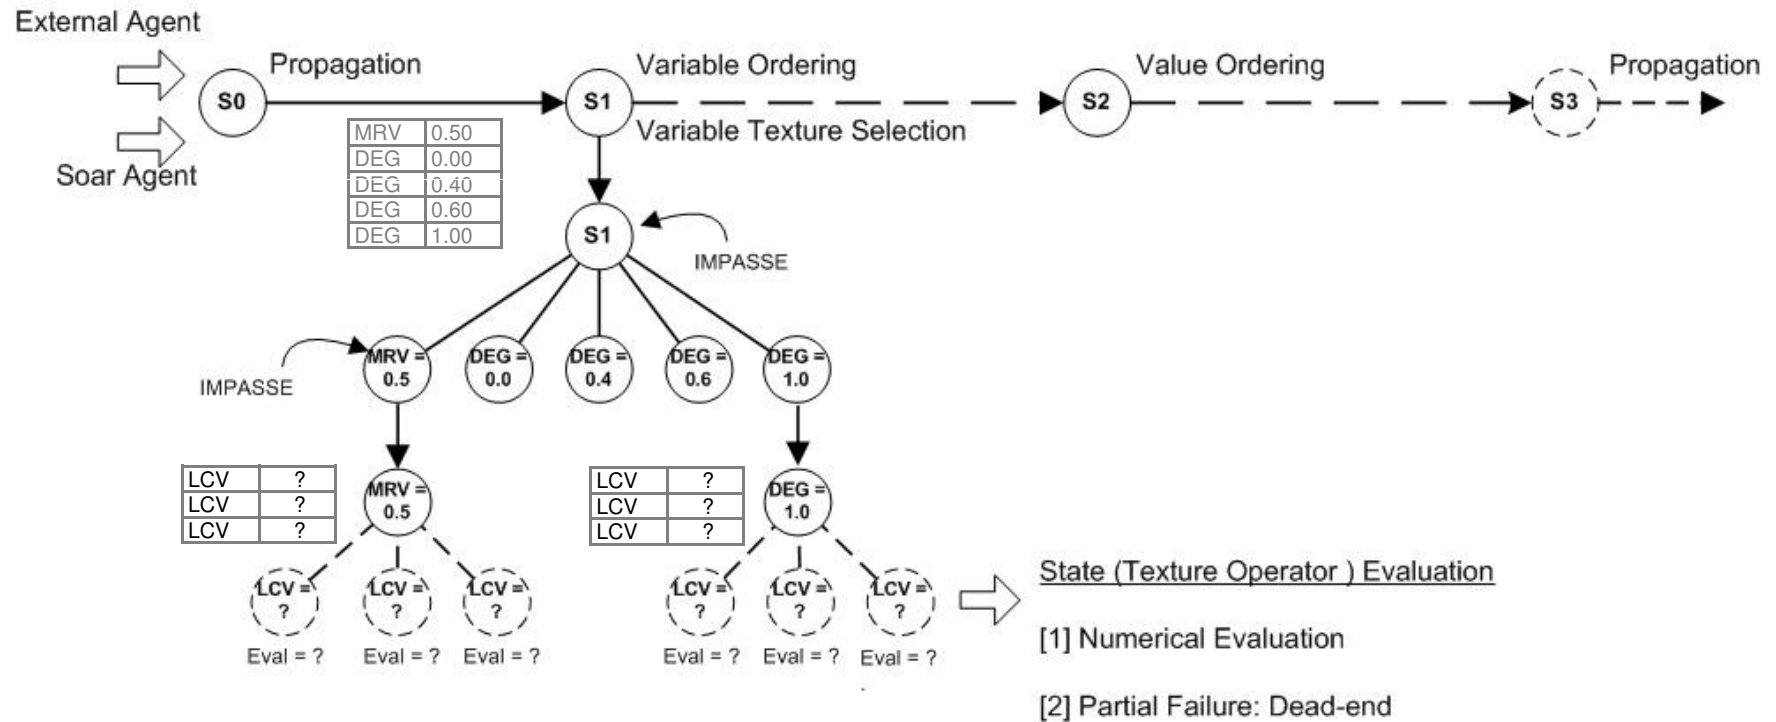 External Agent
Propagation
Variable Ordering
Value Ordering
Propagation
S0
S1
S2
S3
Variable Texture Selection
Soar Agent
MRV 0.50
DEG 0.00
DEG 0.40
DEG 0.60
DEG 1.00
S1
IMPASSE
IMPASSE
MRV =
0.5
DEG =
0.0
DEG =
0.4
DEG =
0.6
DEG =
1.0
LCV ?
LCV ?
LCV ?
MRV =
0.5
LCV ?
LCV ?
LCV ?
DEG =
1.0
LCV =
?
LCV =
?
LCV =
?
LCV =
?
LCV =
?
LCV =
?
Eval = ?
Eval = ?
Eval = ?
Eval = ?
Eval = ?
Eval = ?
State (Texture Operator ) Evaluation
[1] Numerical Evaluation
[2] Partial Failure: Dead-end